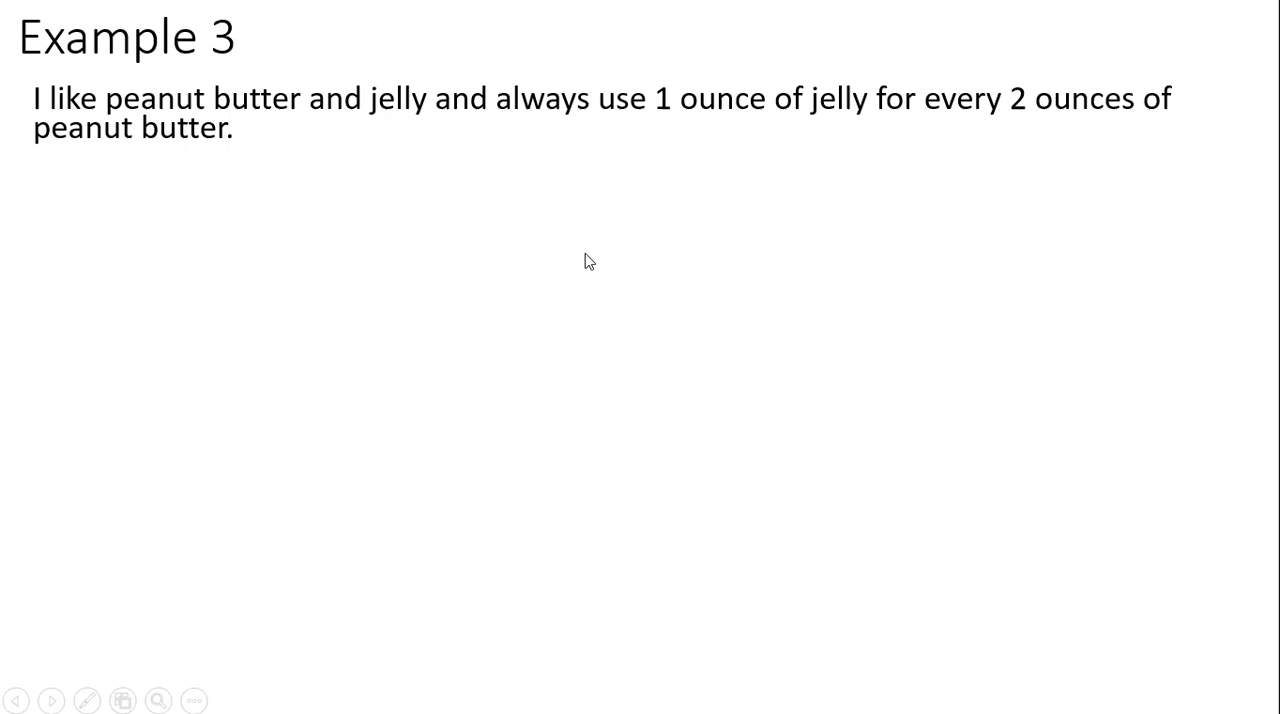 Example 3
I like peanut butter and jelly and always use 1 ounce of jelly for every 2 ounces of
peanut butter.